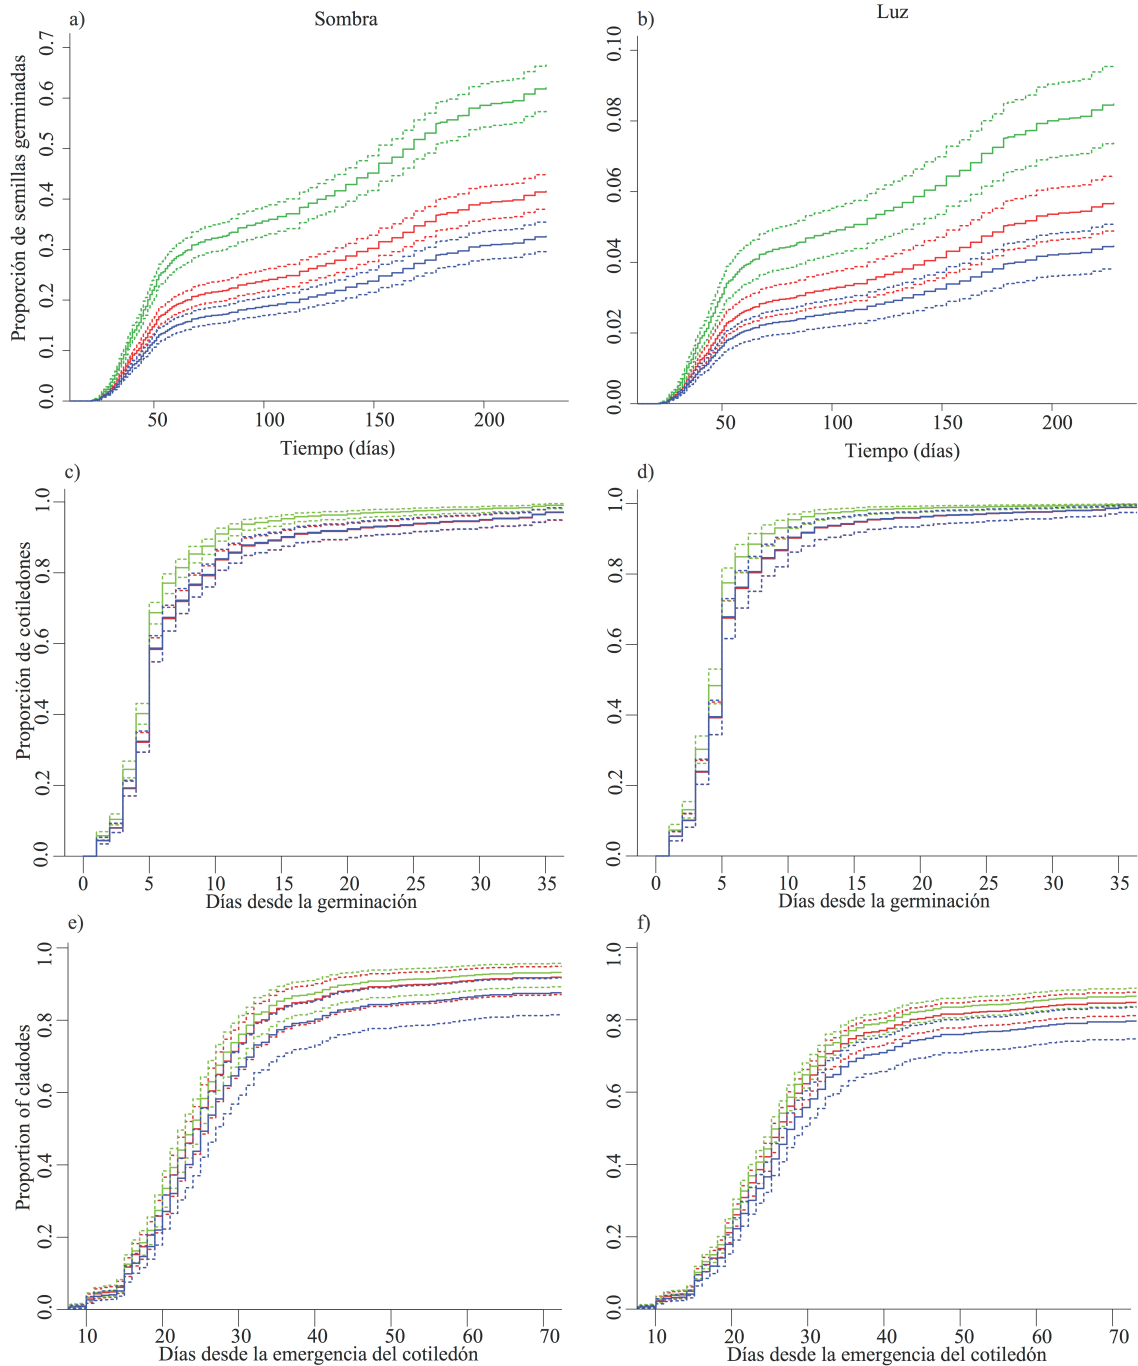 a)
Sombra
b)
Luz
Proporción de semillas germinadas
0.0 0.1 0.2 0.3 0.4 0.5 0.6 0.7
0.00 0.02 0.04 0.06 0.08 0.10
50 100 150 200
50 100 150 200
Tiempo (días)
Tiempo (días)
c)
d)
Proporción de cotiledones
0.0 0.2 0.4 0.6 0.8 1.0
0.0 0.2 0.4 0.6 0.8 1.0
0 5 10 15 20 25 30 35
0 5 10 15 20 25 30 35
Días desde la germinación
Días desde la germinación
e)
f)
Proportion of cladodes
0.0 0.2 0.4 0.6 0.8 1.0
0.0 0.2 0.4 0.6 0.8 1.0
10 20 30 40 50 60 70
10 20 30 40 50 60 70
Días desde la emergencia del cotiledón
Días desde la emergencia del cotiledón